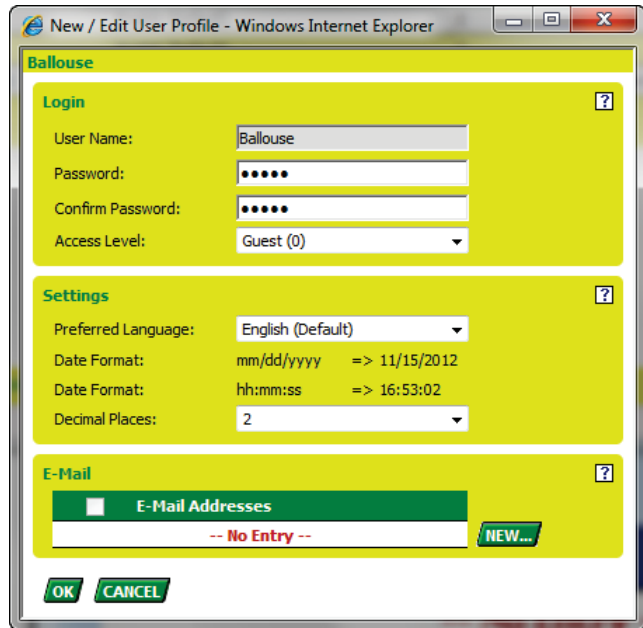 New / Edit User Profile - Windows Internet Explorer
Ballouse
Login ?
User Name: Ballouse
Password: •••••
Confirm Password: •••••
Access Level: Guest (0)
Settings ?
Preferred Language: English (Default)
Date Format: mm/dd/yyyy => 11/15/2012
Date Format: hh:mm:ss => 16:53:02
Decimal Places: 2
E-Mail ?
E-Mail Addresses
-- No Entry -- NEW...
OK CANCEL